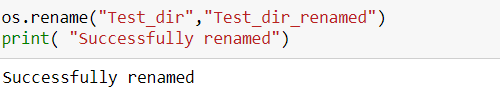 os.rename("Test_dir","Test_dir_renamed")
print( "Successfully renamed")
Successfully renamed